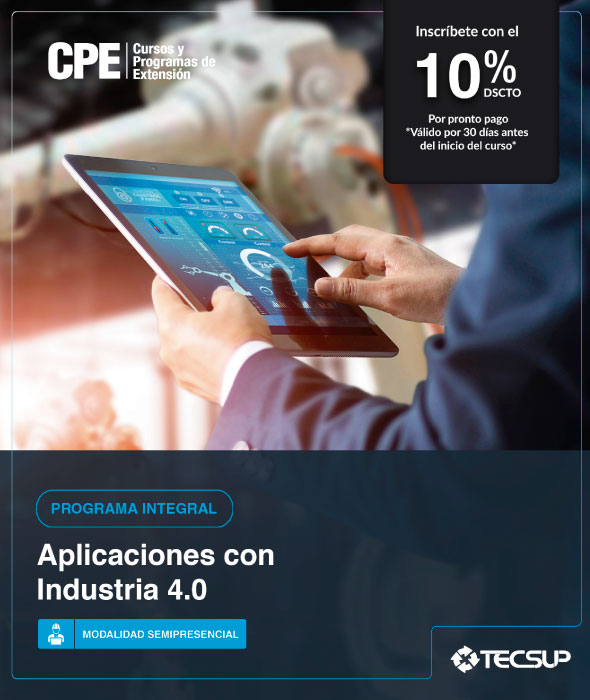 CPE
Cursos y
Programas de
Extensión
Inscríbete con el
10%
DSCTO
Por pronto pago
*Válido por 30 días antes
del inicio del curso*
PROGRAMA INTEGRAL
Aplicaciones con
Industria 4.0
MODALIDAD SEMIPRESENCIAL
TECSUP